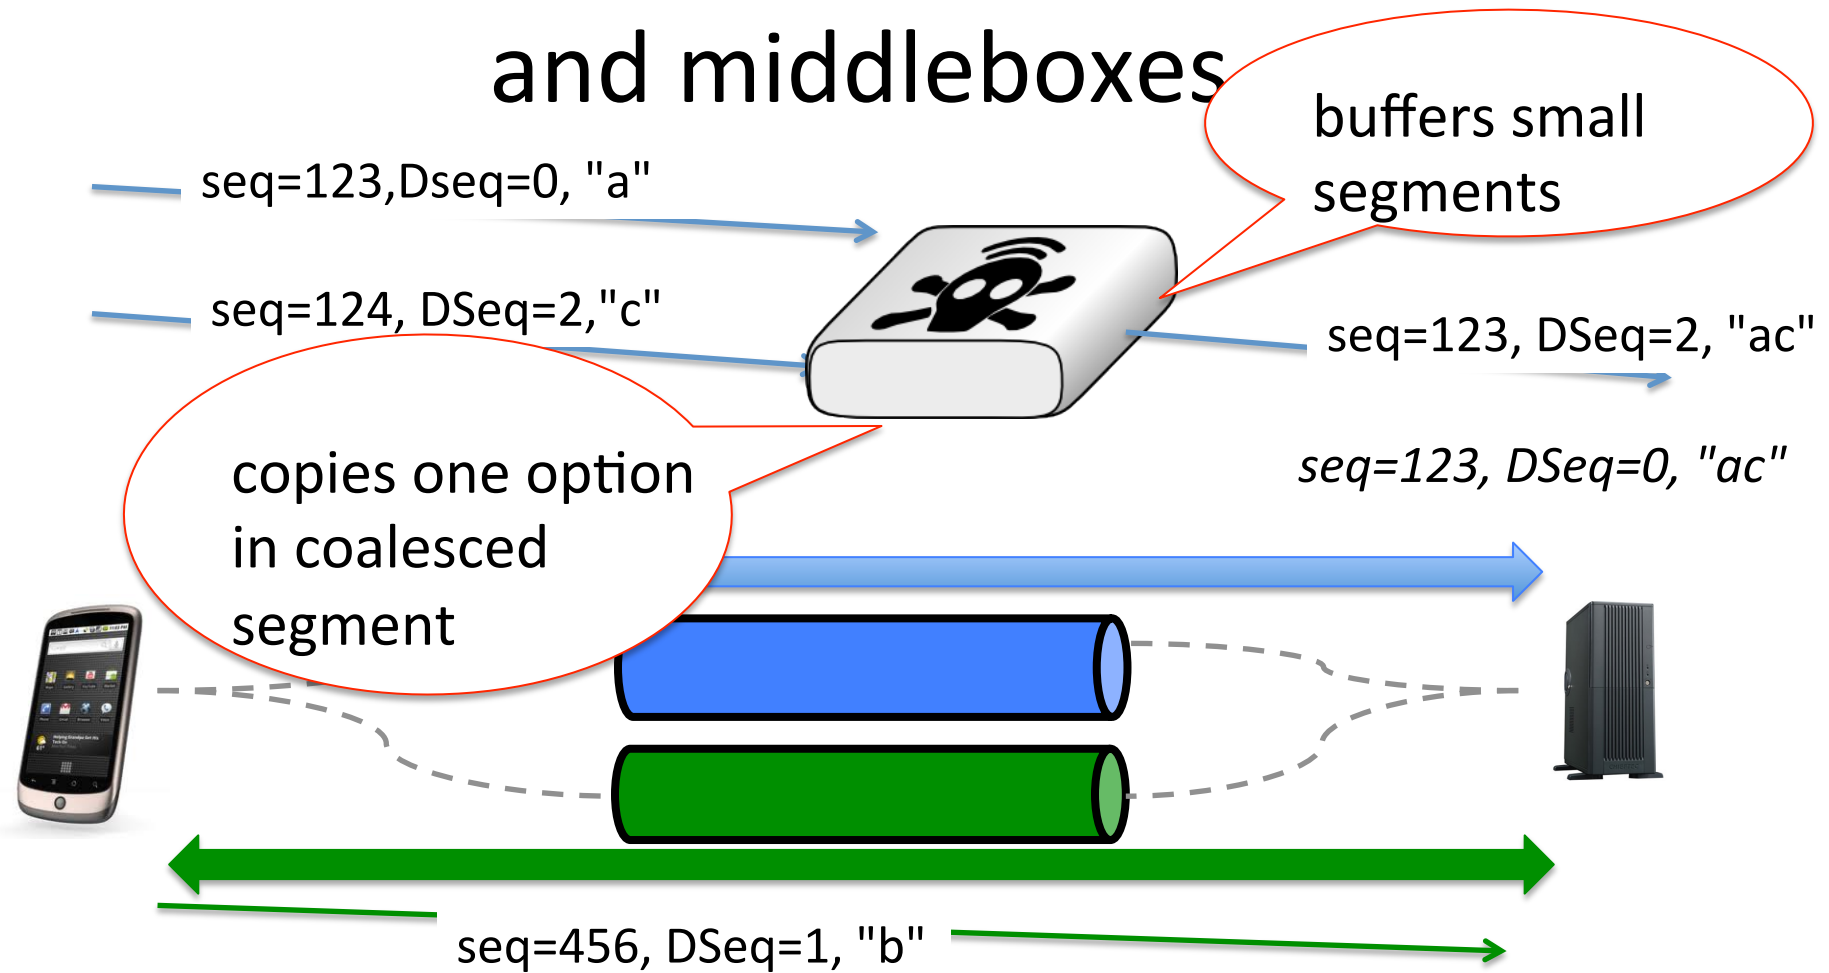 and middleboxes
buffers small
segments
seq=123,Dseq=0, "a"
seq=124, DSeq=2,"c"
seq=123, DSeq=2, "ac"
seq=123, DSeq=0, "ac"
copies one option
in coalesced
segment
seq=456, DSeq=1, "b"